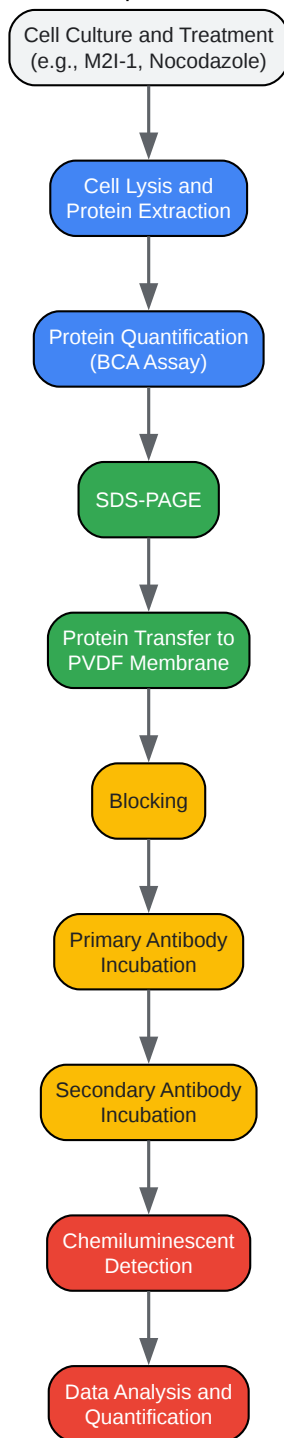 Cell Culture and Treatment
(e.g., M2I-1, Nocodazole)
Cell Lysis and
Protein Extraction
Protein Quantification
(BCA Assay)
SDS-PAGE
Protein Transfer to
PVDF Membrane
Blocking
Primary Antibody
Incubation
Secondary Antibody
Incubation
Chemiluminescent
Detection
Data Analysis and
Quantification